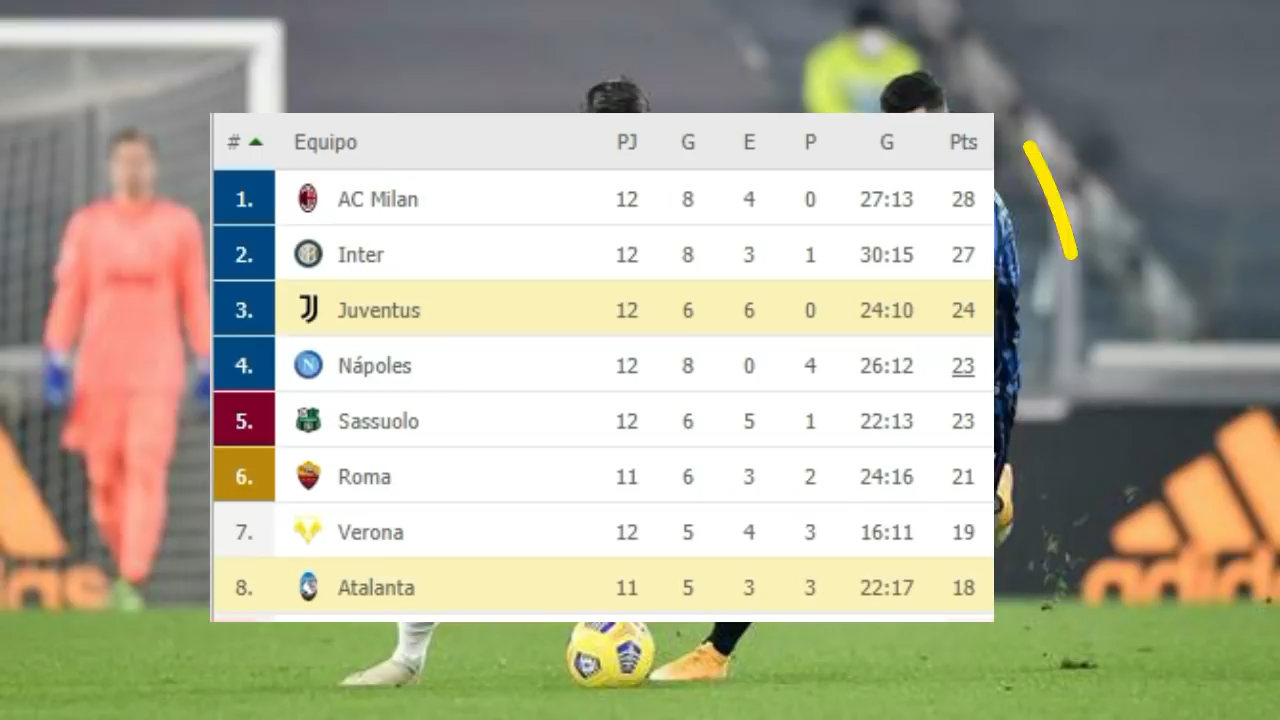 # Equipo PJ G E P G Pts
1. AC Milan 12 8 4 0 27:13 28
2. Inter 12 8 3 1 30:15 27
3. Juventus 12 6 6 0 24:10 24
4. Nápoles 12 8 0 4 26:12 23
5. Sassuolo 12 6 5 1 22:13 23
6. Roma 11 6 3 2 24:16 21
7. Verona 12 5 4 3 16:11 19
8. Atalanta 11 5 3 3 22:17 18
adidas